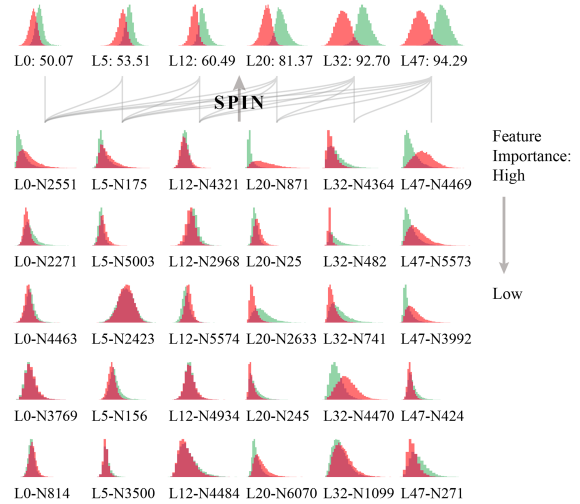 L0: 50.07 L5: 53.51 L12: 60.49 L20: 81.37 L32: 92.70 L47: 94.29
SPIN
Feature
Importance:
High
L0-N2551 L5-N175 L12-N4321 L20-N871 L32-N4364 L47-N4469
L0-N2271 L5-N5003 L12-N2968 L20-N25 L32-N482 L47-N5573
Low
L0-N4463 L5-N2423 L12-N5574 L20-N2633 L32-N741 L47-N3992
L0-N3769 L5-N156 L12-N4934 L20-N245 L32-N4470 L47-N424
L0-N814 L5-N3500 L12-N4484 L20-N6070 L32-N1099 L47-N271